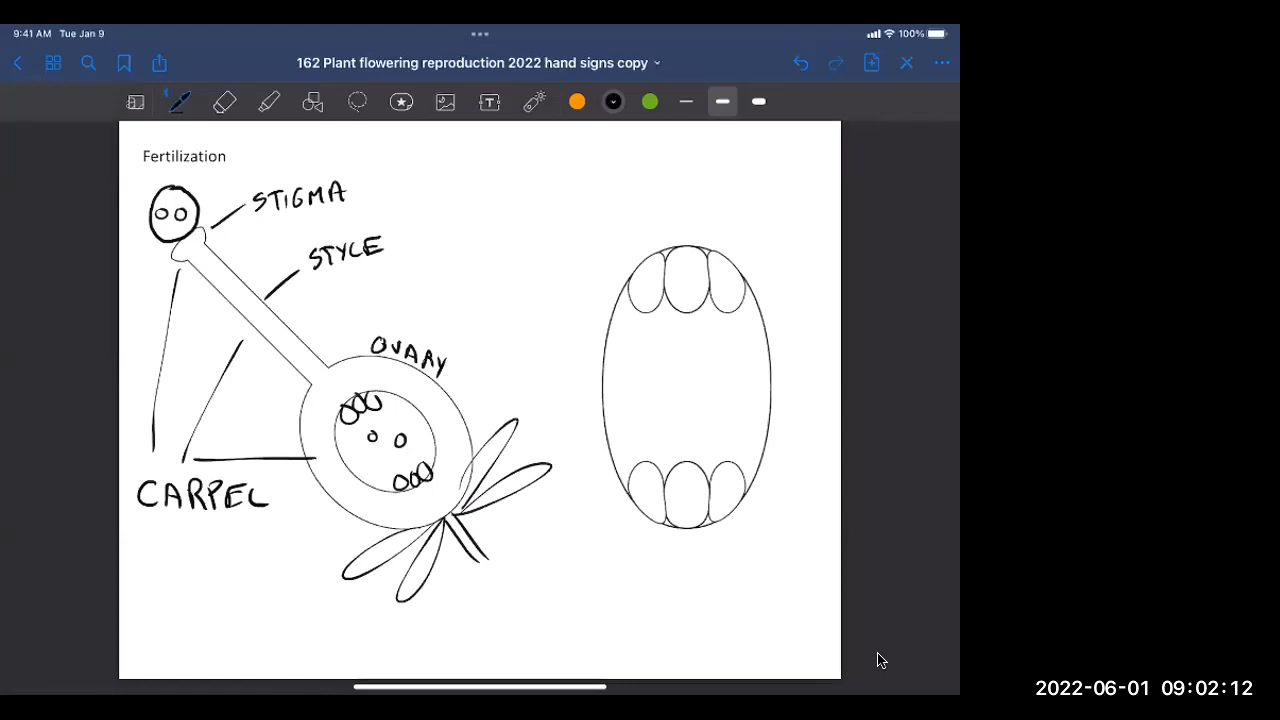 9:41 AM Tue Jan 9
100%
162 Plant flowering reproduction 2022 hand signs copy
Fertilization
STIGMA
STYLE
OVARY
CARPEL
2022-06-01 09:02:12